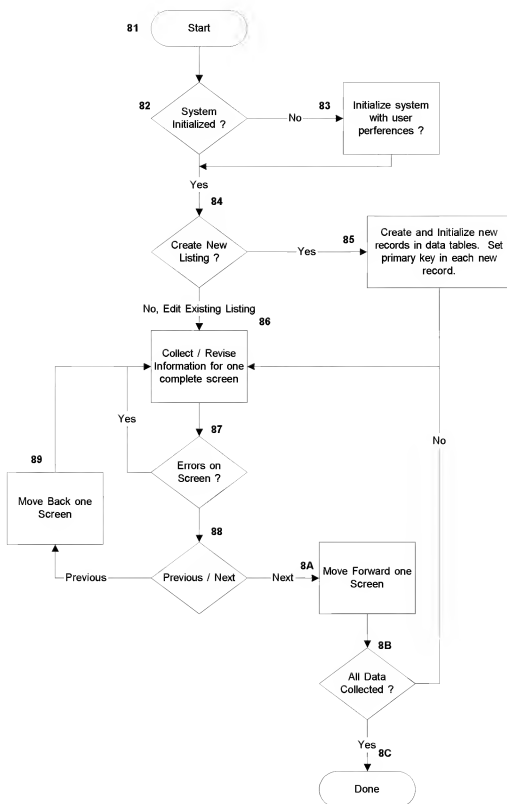 81
Start
82
System
Initialized ?
No
83
Initialize system
with user
perferences ?
Yes
84
Create New
Listing ?
Yes
85
Create and Initialize new
records in data tables. Set
primary key in each new
record.
No, Edit Existing Listing
86
Collect / Revise
Information for one
complete screen
Yes
87
Errors on
Screen ?
No
89
Move Back one
Screen
88
Previous
Previous / Next
Next
8A
Move Forward one
Screen
8B
All Data
Collected ?
Yes
8C
Done